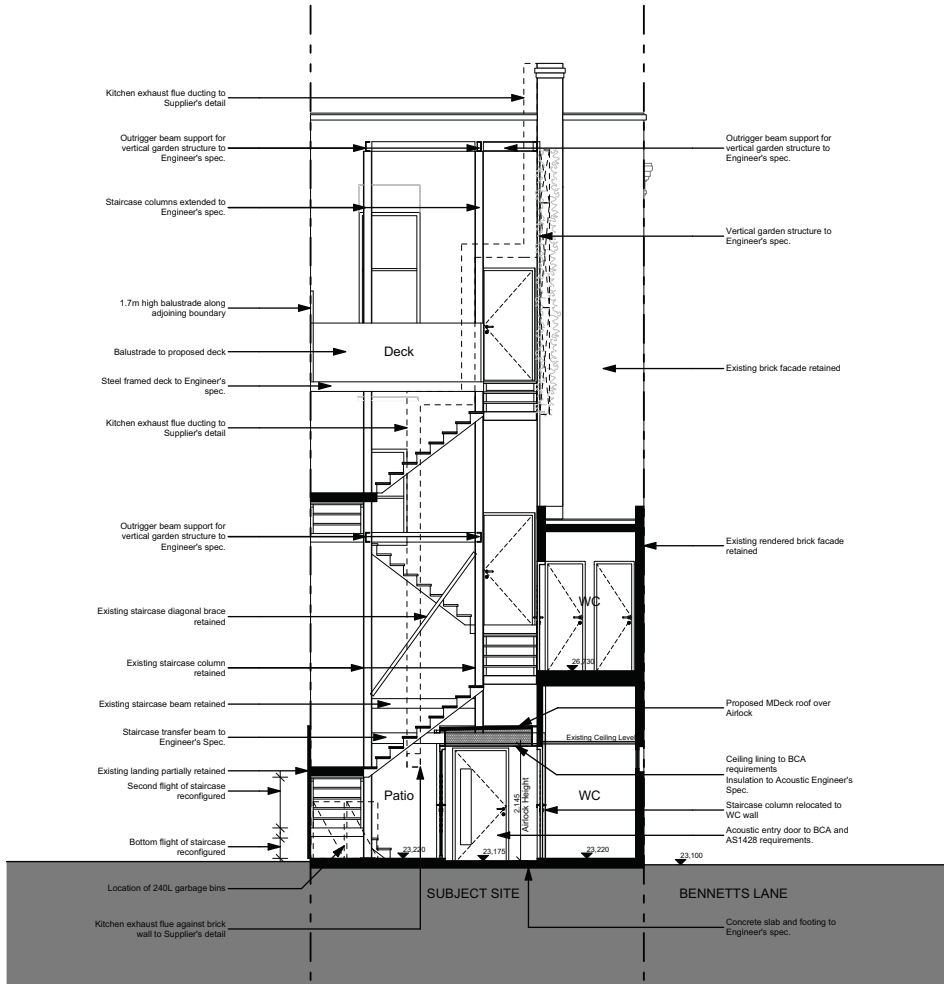 Kitchen exhaust flue ducting to
Supplier's detail
Outrigger beam support for
vertical garden structure to
Engineer's spec.
Staircase columns extended to
Engineer's spec.
1.7m high balustrade along
adjoining boundary
Balustrade to proposed deck
Steel framed deck to Engineer's
spec.
Kitchen exhaust flue ducting to
Supplier's detail
Outrigger beam support for
vertical garden structure to
Engineer's spec.
Existing staircase diagonal brace
retained
Existing staircase column
retained
Existing staircase beam retained
Staircase transfer beam to
Engineer's Spec.
Existing landing partially retained
Second flight of staircase
reconfigured
Bottom flight of staircase
reconfigured
Location of 240L garbage bins
Kitchen exhaust flue against brick
wall to Supplier's detail
Deck
Patio
WC
WC
26,730
Existing Ceiling Level
2,145
Airlock Height
23,220
23,175
23,220
23,100
SUBJECT SITE
BENNETTS LANE
Outrigger beam support for
vertical garden structure to
Engineer's spec.
Vertical garden structure to
Engineer's spec.
Existing brick facade retained
Existing rendered brick facade
retained
Proposed MDeck roof over
Airlock
Ceiling lining to BCA
requirements
Insulation to Acoustic Engineer's
Spec.
Staircase column relocated to
WC wall
Acoustic entry door to BCA and
AS1428 requirements.
Concrete slab and footing to
Engineer's spec.